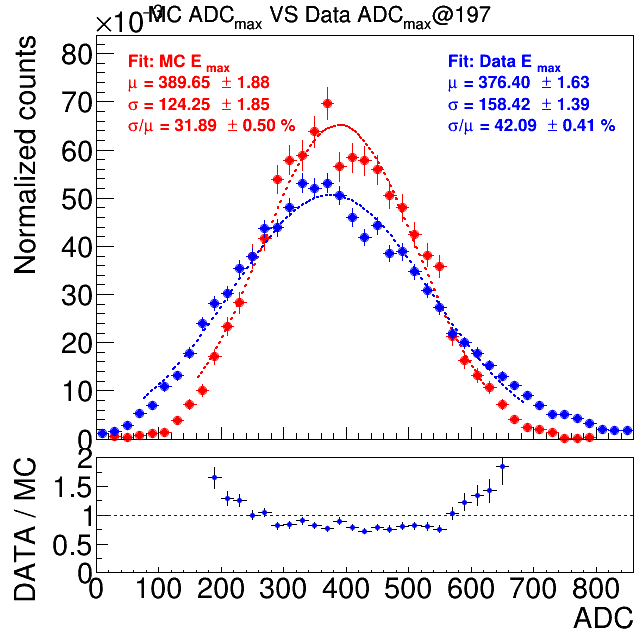 ×10⁻³ MC ADCmax VS Data ADCmax@197
Normalized counts
80
70
60
50
40
30
20
10
0
Fit: MC E max
μ = 389.65 ± 1.88
σ = 124.25 ± 1.85
σ/μ = 31.89 ± 0.50 %
Fit: Data E max
μ = 376.40 ± 1.63
σ = 158.42 ± 1.39
σ/μ = 42.09 ± 0.41 %
DATA / MC
2
1.5
1
0.5
0
0 100 200 300 400 500 600 700 800
ADC